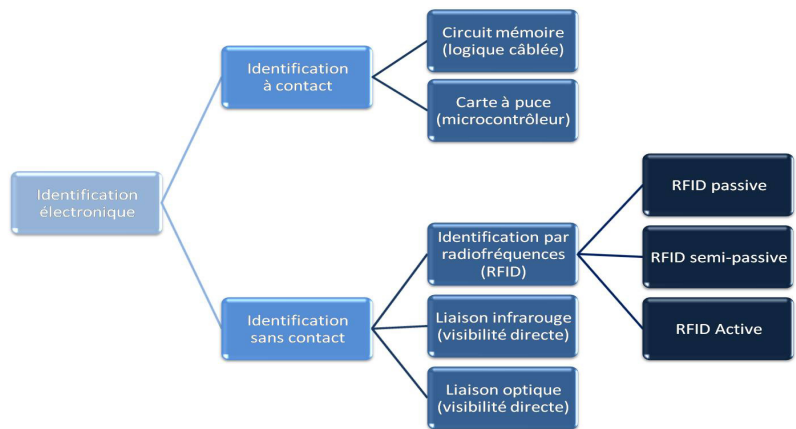 Identification
électronique
Identification
à contact
Circuit mémoire
(logique câblée)
Carte à puce
(microcontrôleur)
Identification
sans contact
Identification par
radiofréquences
(RFID)
RFID passive
RFID semi-passive
RFID Active
Liaison infrarouge
(visibilité directe)
Liaison optique
(visibilité directe)